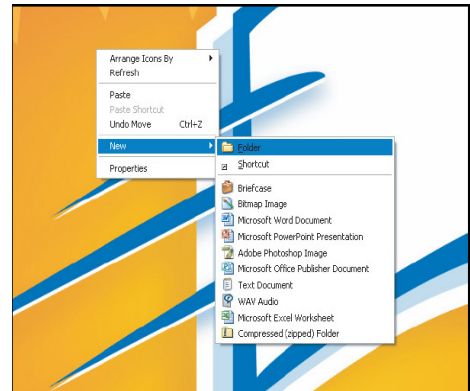 Arrange Icons By
Refresh
Paste
Paste Shortcut
Undo Move Ctrl+Z
New
Properties
Folder
Shortcut
Briefcase
Bitmap Image
Microsoft Word Document
Microsoft PowerPoint Presentation
Adobe Photoshop Image
Microsoft Office Publisher Document
Text Document
WAV Audio
Microsoft Excel Worksheet
Compressed (zipped) Folder